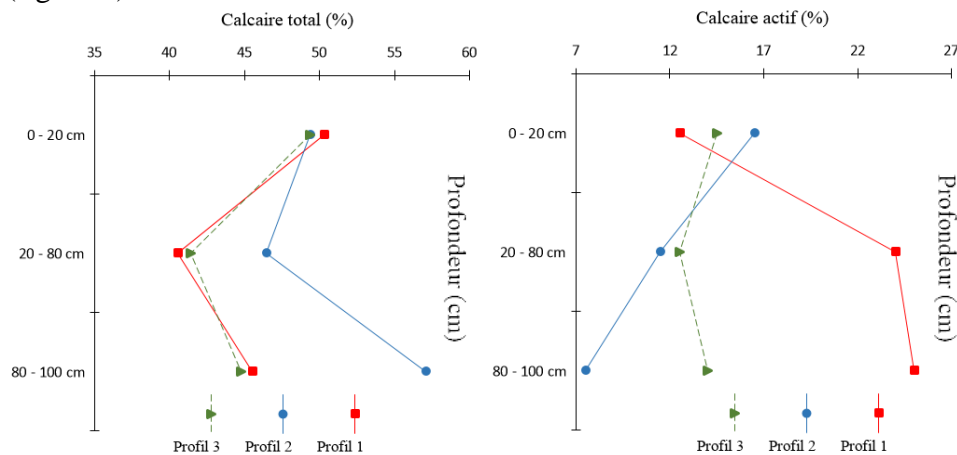 Calcaire total (%)
35 40 45 50 55 60
0 - 20 cm
20 - 80 cm
80 - 100 cm
Profondeur (cm)
Profil 3 Profil 2 Profil 1
Calcaire actif (%)
7 12 17 22 27
0 - 20 cm
20 - 80 cm
80 - 100 cm
Profondeur (cm)
Profil 3 Profil 2 Profil 1